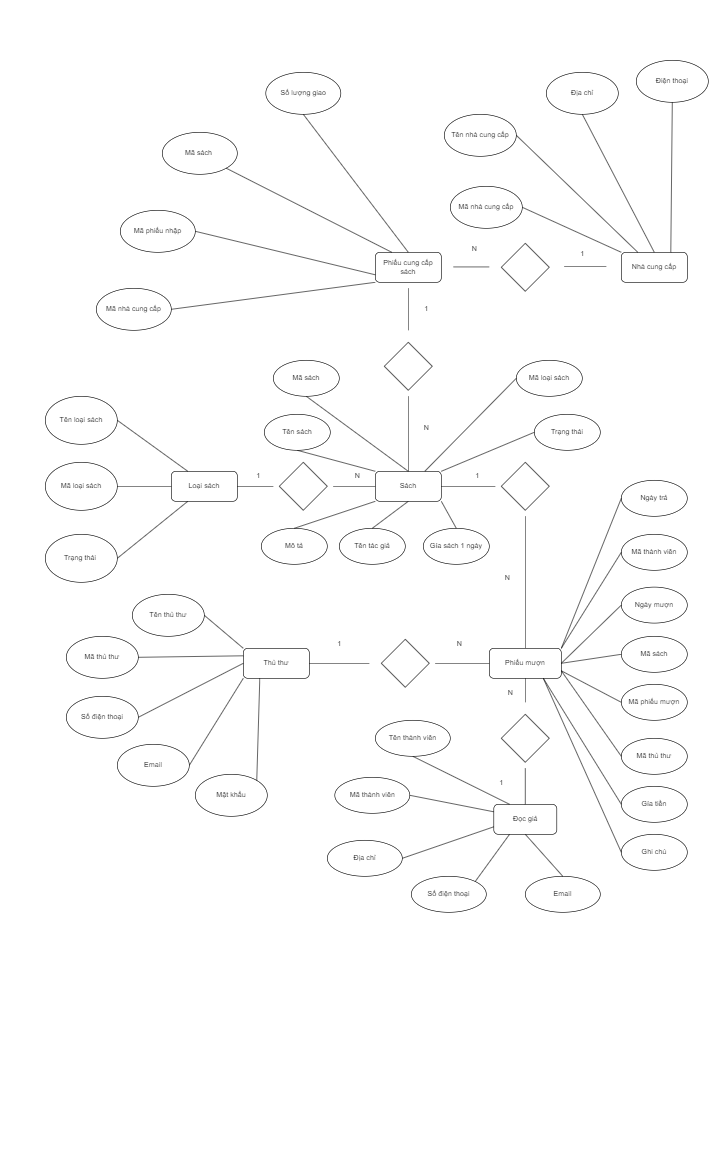 Điện thoại
Số lượng giao
Địa chỉ
Tên nhà cung cấp
Mã sách
Mã nhà cung cấp
Mã phiếu nhập
N
1
Phiếu cung cấp
sách
Nhà cung cấp
Mã nhà cung cấp
1
Mã sách
Mã loại sách
Tên loại sách
N
Tên sách
Trạng thái
1
N
1
Mã loại sách
Loại sách
Sách
Ngày trả
Mô tả
Tên tác giả
Gía sách 1 ngày
Trạng thái
Mã thành viên
N
Ngày mượn
Tên thủ thư
1
N
Mã thủ thư
Mã sách
Thủ thư
Phiếu mượn
N
Mã phiếu mượn
Số điện thoại
Tên thành viên
Mã thủ thư
Email
1
Mật khẩu
Mã thành viên
Gía tiền
Đọc giả
Địa chỉ
Ghi chú
Số điện thoại
Email